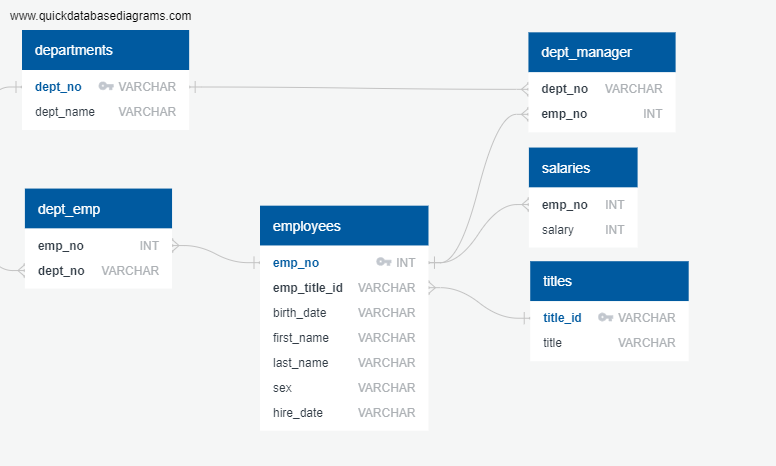 www.quickdatabasediagrams.com
departments
dept_no VARCHAR
dept_name VARCHAR
dept_manager
dept_no VARCHAR
emp_no INT
salaries
emp_no INT
salary INT
dept_emp
emp_no INT
dept_no VARCHAR
employees
emp_no INT
emp_title_id VARCHAR
birth_date VARCHAR
first_name VARCHAR
last_name VARCHAR
sex VARCHAR
hire_date VARCHAR
titles
title_id VARCHAR
title VARCHAR